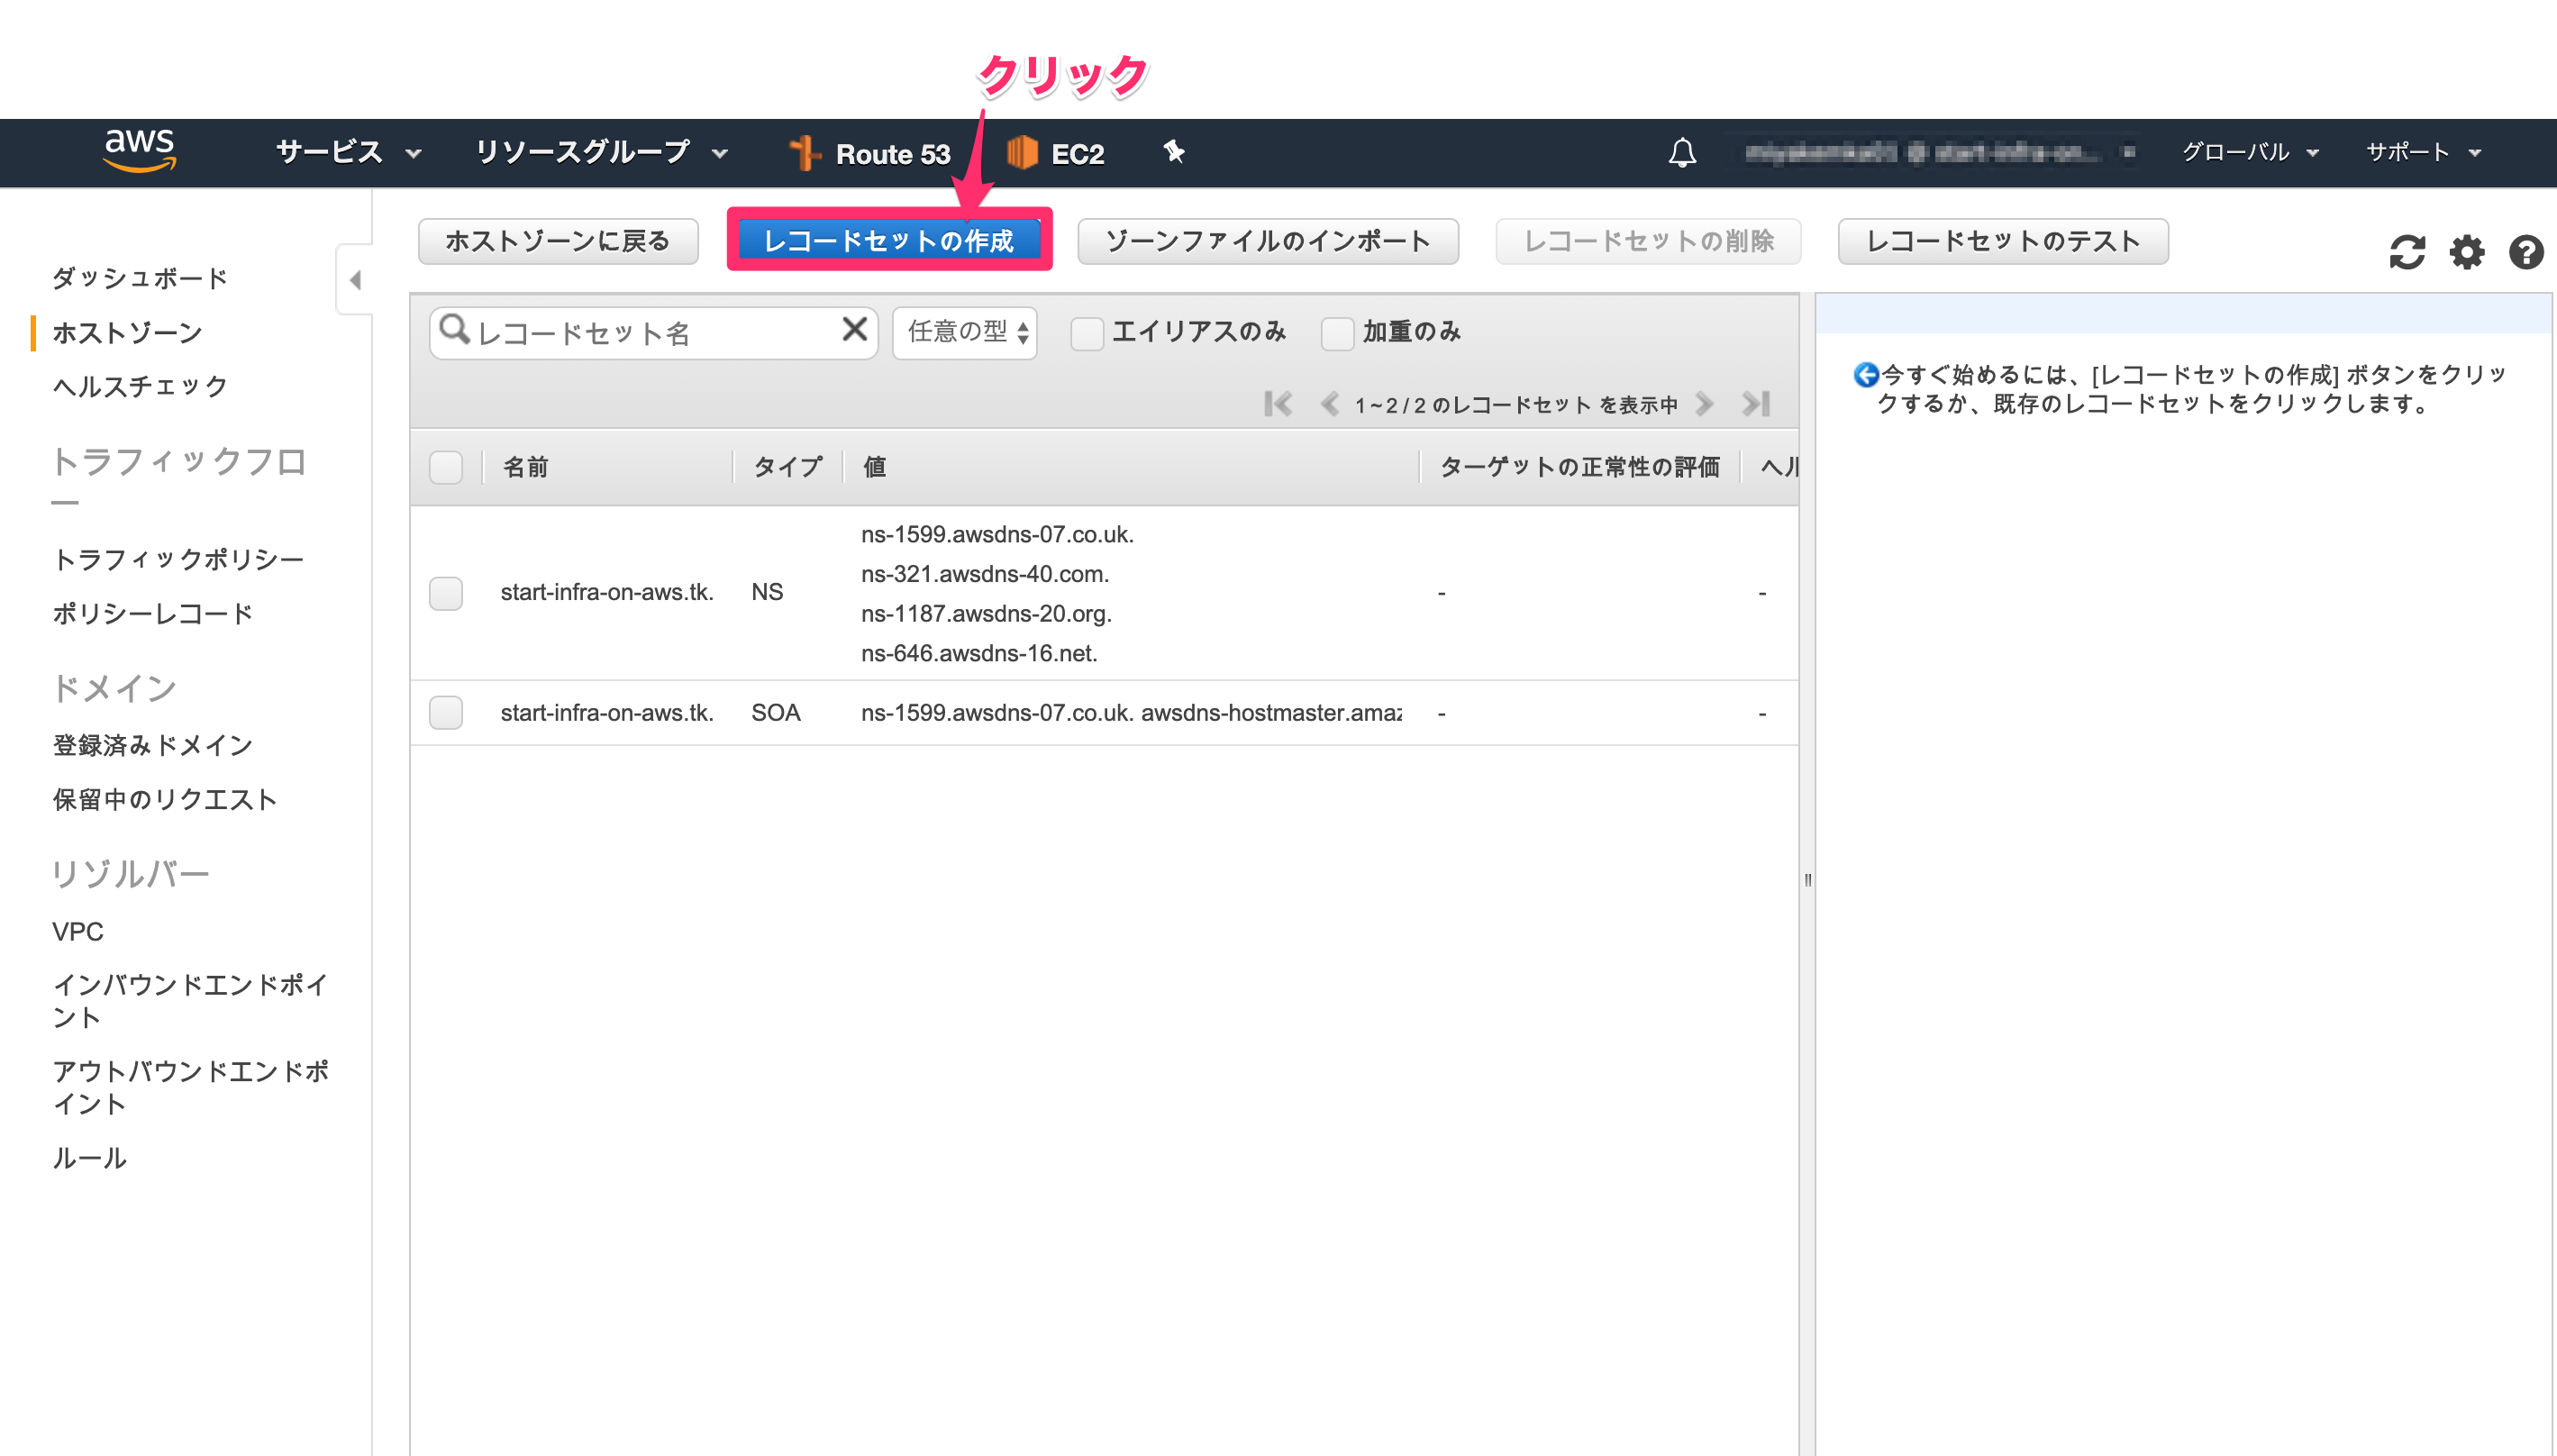 クリック
aws
サービス
リソースグループ
Route 53
EC2
グローバル
サポート
ホストゾーンに戻る
レコードセットの作成
ゾーンファイルのインポート
レコードセットの削除
レコードセットのテスト
ダッシュボード
ホストゾーン
ヘルスチェック
トラフィックフロ
ー
トラフィックポリシー
ポリシーレコード
ドメイン
登録済みドメイン
保留中のリクエスト
リゾルバー
VPC
インバウンドエンドポイ
ント
アウトバウンドエンドポ
イント
ルール
レコードセット名
任意の型
エイリアスのみ
加重のみ
1~2 / 2 のレコードセット を表示中
名前
タイプ
値
ターゲットの正常性の評価
ヘル
start-infra-on-aws.tk.
NS
ns-1599.awsdns-07.co.uk.
ns-321.awsdns-40.com.
ns-1187.awsdns-20.org.
ns-646.awsdns-16.net.
-
-
start-infra-on-aws.tk.
SOA
ns-1599.awsdns-07.co.uk. awsdns-hostmaster.amaz
-
-
今すぐ始めるには、[レコードセットの作成] ボタンをクリッ
クするか、既存のレコードセットをクリックします。